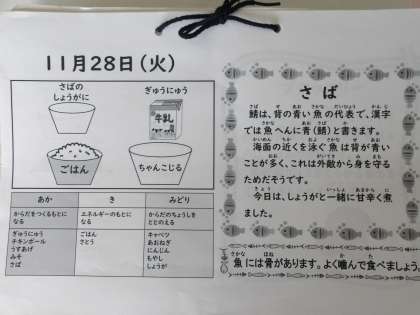 11月28日(火)
さばの
しょうがに
ぎゅうにゅう
牛乳
ごはん
ちゃんこじる
あか
き
みどり
からだをつくるもとに
なる
エネルギーのもとに
なる
からだのちょうしを
ととのえる
ぎゅうにゅう
チキンボール
うすあげ
みそ
さば
ごはん
さとう
キャベツ
あおねぎ
にんじん
もやし
しょうが
さば
鯖は、背の青い魚の代表で、漢字
では魚へんに青(鯖)と書きます。
海面の近くを泳ぐ魚は背が青い
ことが多く、これは外敵から身を守る
ためだそうです。
今日は、しょうがと一緒に甘辛く煮
ました。
魚には骨があります。よく噛んで食べましょう。